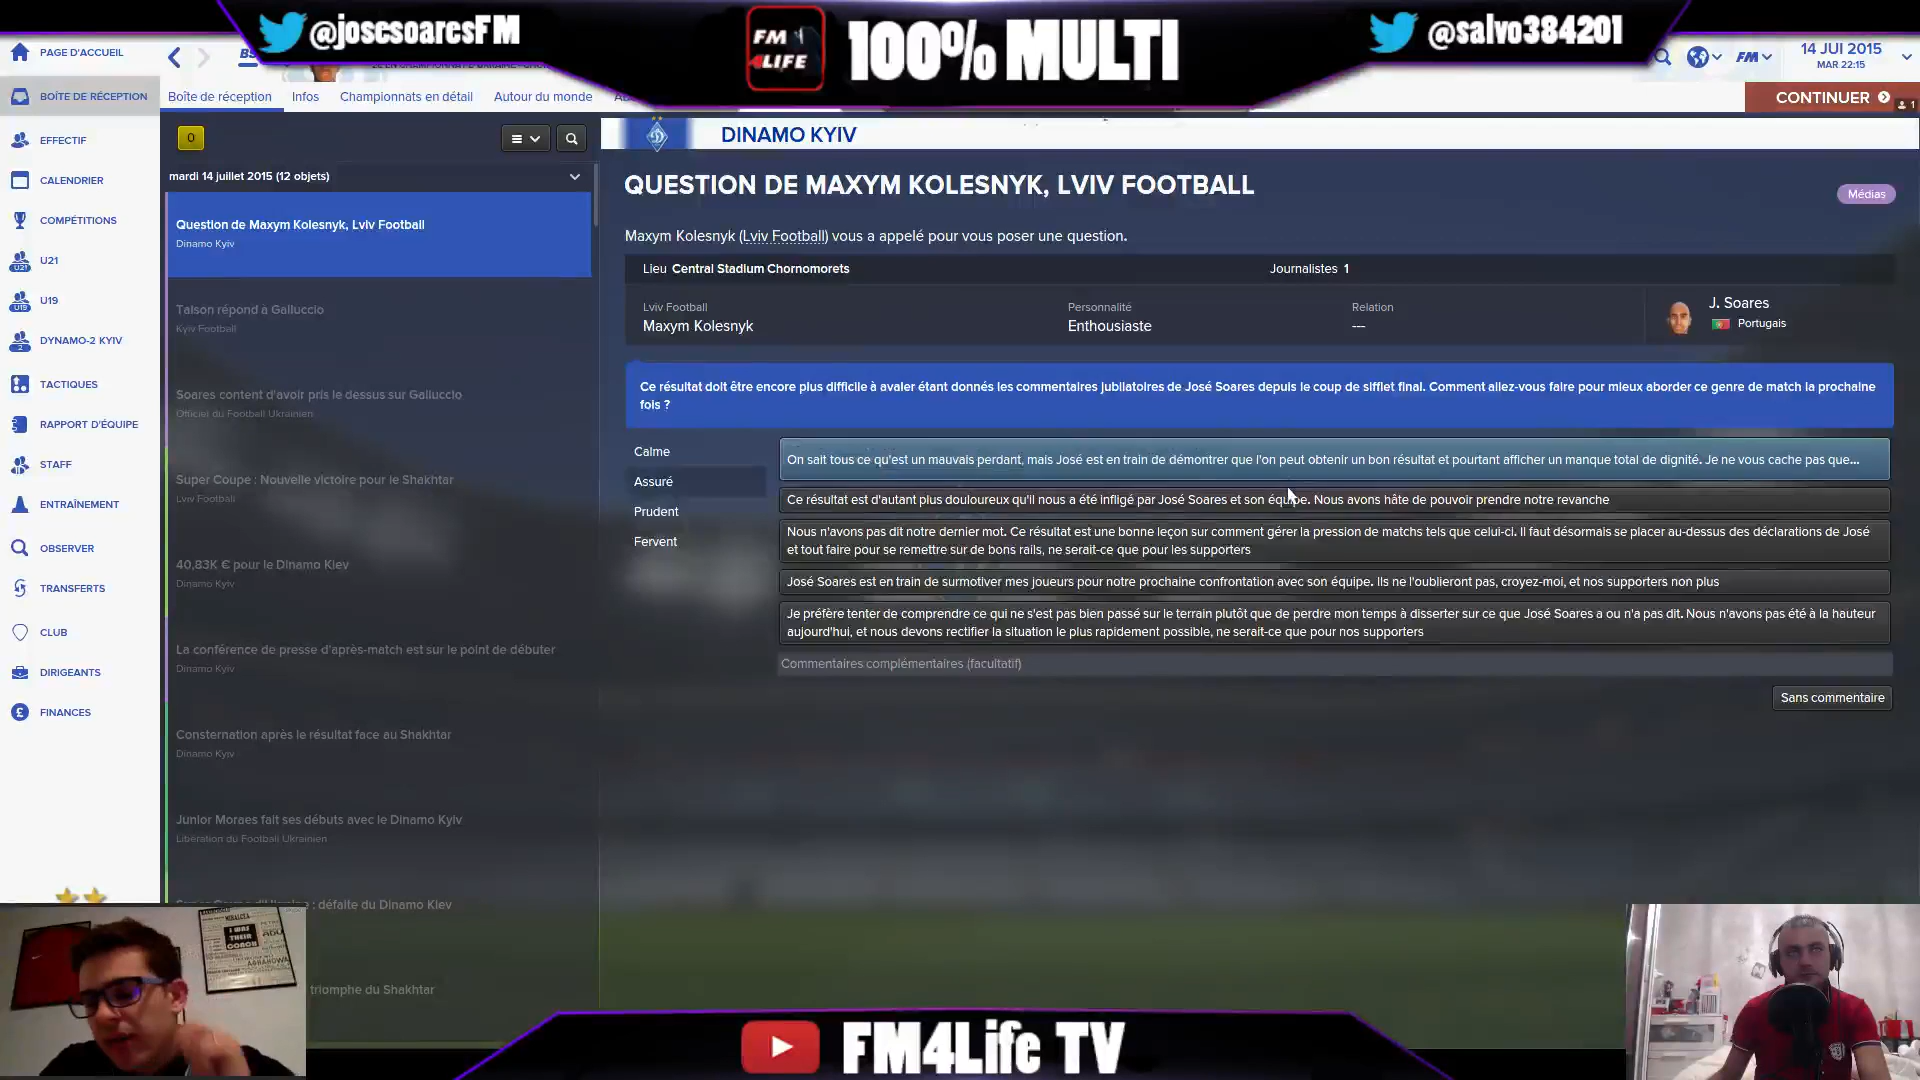 @josesoaresFM
FM
4LIFE
100% MULTI
@salvo384201
PAGE D'ACCUEIL
FM
14 JUI 2015
MAR 22:15
BOÎTE DE RÉCEPTION
Boîte de réception
Infos
Championnats en détail
Autour du monde
CONTINUER
1
EFFECTIF
CALENDRIER
COMPÉTITIONS
U21
U19
DYNAMO-2 KYIV
TACTIQUES
RAPPORT D'ÉQUIPE
STAFF
ENTRAÎNEMENT
OBSERVER
TRANSFERTS
CLUB
DIRIGEANTS
FINANCES
0
mardi 14 juillet 2015 (12 objets)
Question de Maxym Kolesnyk, Lviv Football
Dinamo Kyiv
Taison répond à Galluccio
Kyiv Football
Soares content d'avoir pris le dessus sur Galluccio
Officiel du Football Ukrainien
Super Coupe : Nouvelle victoire pour le Shakhtar
Lviv Football
40,83K € pour le Dinamo Kiev
Dinamo Kyiv
La conférence de presse d'après-match est sur le point de débuter
Dinamo Kyiv
Consternation après le résultat face au Shakhtar
Dinamo Kyiv
Junior Moraes fait ses débuts avec le Dinamo Kyiv
Libération du Football Ukrainien
: défaite du Dinamo Kiev
triomphe du Shakhtar
DINAMO KYIV
QUESTION DE MAXYM KOLESNYK, LVIV FOOTBALL
Médias
Maxym Kolesnyk (Lviv Football) vous a appelé pour vous poser une question.
Lieu Central Stadium Chornomorets
Journalistes 1
Lviv Football
Maxym Kolesnyk
Personnalité
Enthousiaste
Relation
---
J. Soares
Portugais
Ce résultat doit être encore plus difficile à avaler étant donnés les commentaires jubilatoires de José Soares depuis le coup de sifflet final. Comment allez-vous faire pour mieux aborder ce genre de match la prochaine
fois ?
Calme
Assuré
Prudent
Fervent
On sait tous ce qu'est un mauvais perdant, mais José est en train de démontrer que l'on peut obtenir un bon résultat et pourtant afficher un manque total de dignité. Je ne vous cache pas que...
Ce résultat est d'autant plus douloureux qu'il nous a été infligé par José Soares et son équipe. Nous avons hâte de pouvoir prendre notre revanche
Nous n'avons pas dit notre dernier mot. Ce résultat est une bonne leçon sur comment gérer la pression de matchs tels que celui-ci. Il faut désormais se placer au-dessus des déclarations de José
et tout faire pour se remettre sur de bons rails, ne serait-ce que pour les supporters
José Soares est en train de surmotiver mes joueurs pour notre prochaine confrontation avec son équipe. Ils ne l'oublieront pas, croyez-moi, et nos supporters non plus
Je préfère tenter de comprendre ce qui ne s'est pas bien passé sur le terrain plutôt que de perdre mon temps à disserter sur ce que José Soares a ou n'a pas dit. Nous n'avons pas été à la hauteur
aujourd'hui, et nous devons rectifier la situation le plus rapidement possible, ne serait-ce que pour nos supporters
Commentaires complémentaires (facultatif)
Sans commentaire
I WAS
THEIR
COACH
FM4Life TV